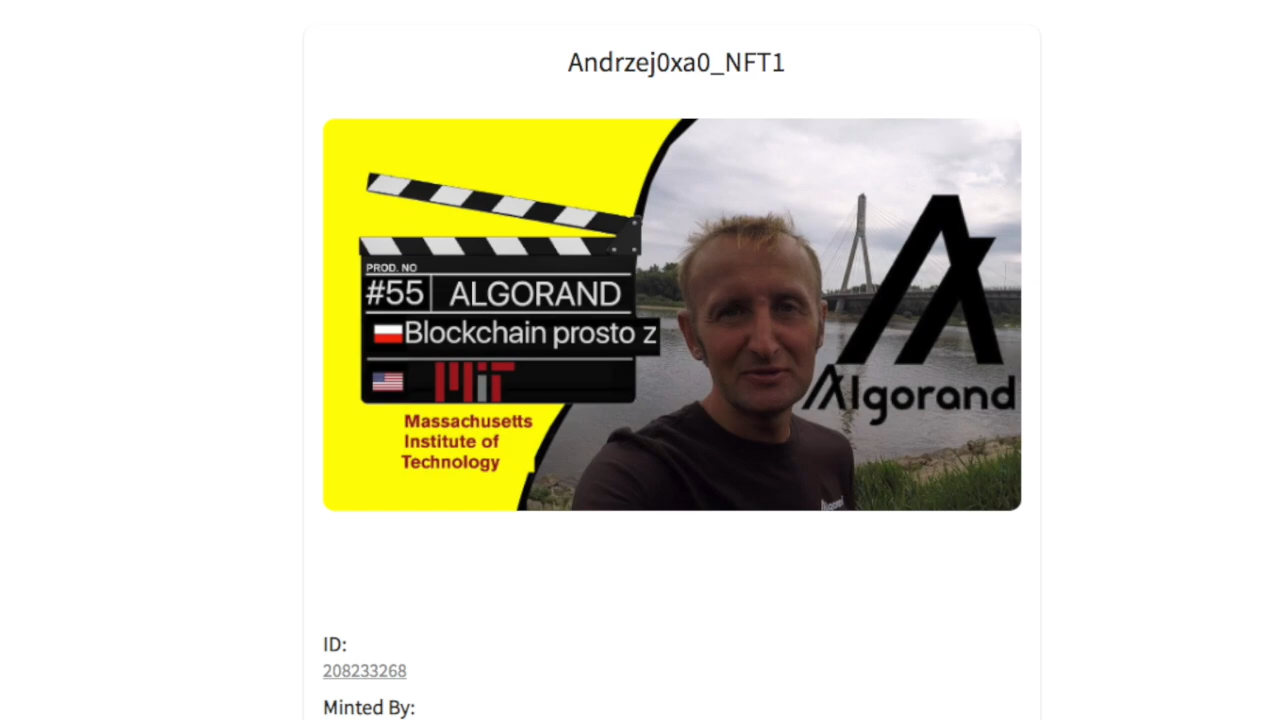 Andrzej0xa0_NFT1
PROD. NO
#55 ALGORAND
Blockchain prosto z
MIT
Massachusetts
Institute of
Technology
Algorand
ID:
208233268
Minted By: